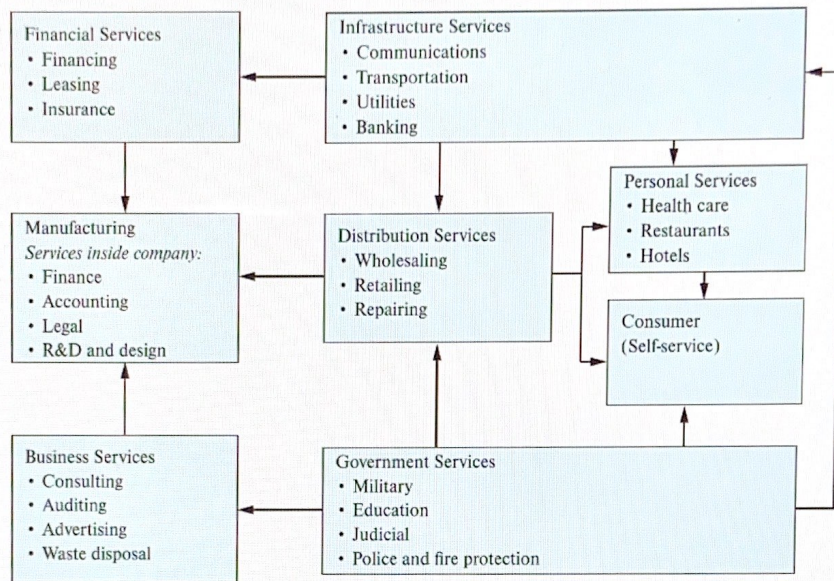 Financial Services
• Financing
• Leasing
• Insurance
Infrastructure Services
• Communications
• Transportation
• Utilities
• Banking
Manufacturing
Services inside company:
• Finance
• Accounting
• Legal
• R&D and design
Distribution Services
• Wholesaling
• Retailing
• Repairing
Personal Services
• Health care
• Restaurants
• Hotels
Consumer
(Self-service)
Business Services
• Consulting
• Auditing
• Advertising
• Waste disposal
Government Services
• Military
• Education
• Judicial
• Police and fire protection